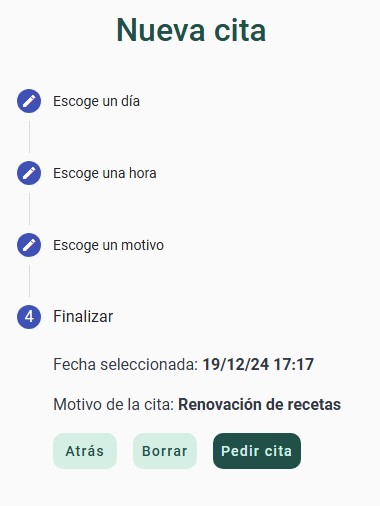 Nueva cita
Escoge un día
Escoge una hora
Escoge un motivo
4 Finalizar
Fecha seleccionada: 19/12/24 17:17
Motivo de la cita: Renovación de recetas
Atrás Borrar Pedir cita